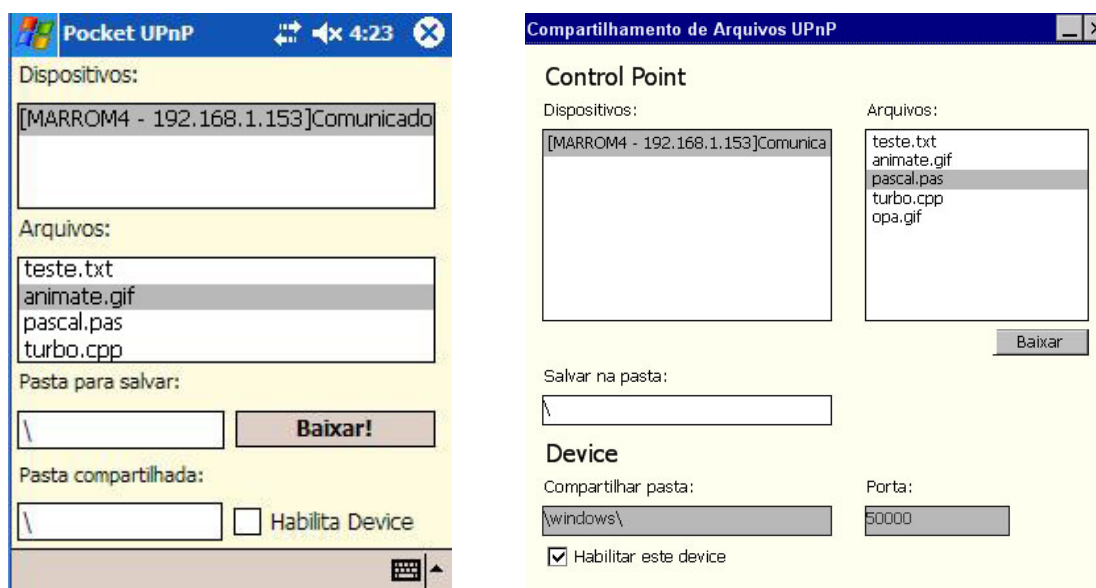 Pocket UPnP 4:23
Dispositivos:
[MARROM4 - 192.168.1.153]Comunicado
Arquivos:
teste.txt
animate.gif
pascal.pas
turbo.cpp
Pasta para salvar:
\
Baixar!
Pasta compartilhada:
\
Habilita Device
Compartilhamento de Arquivos UPnP
Control Point
Dispositivos:
[MARROM4 - 192.168.1.153]Comunica
Arquivos:
teste.txt
animate.gif
pascal.pas
turbo.cpp
opa.gif
Baixar
Salvar na pasta:
\
Device
Compartilhar pasta:
\windows\
Porta:
50000
Habilitar este device